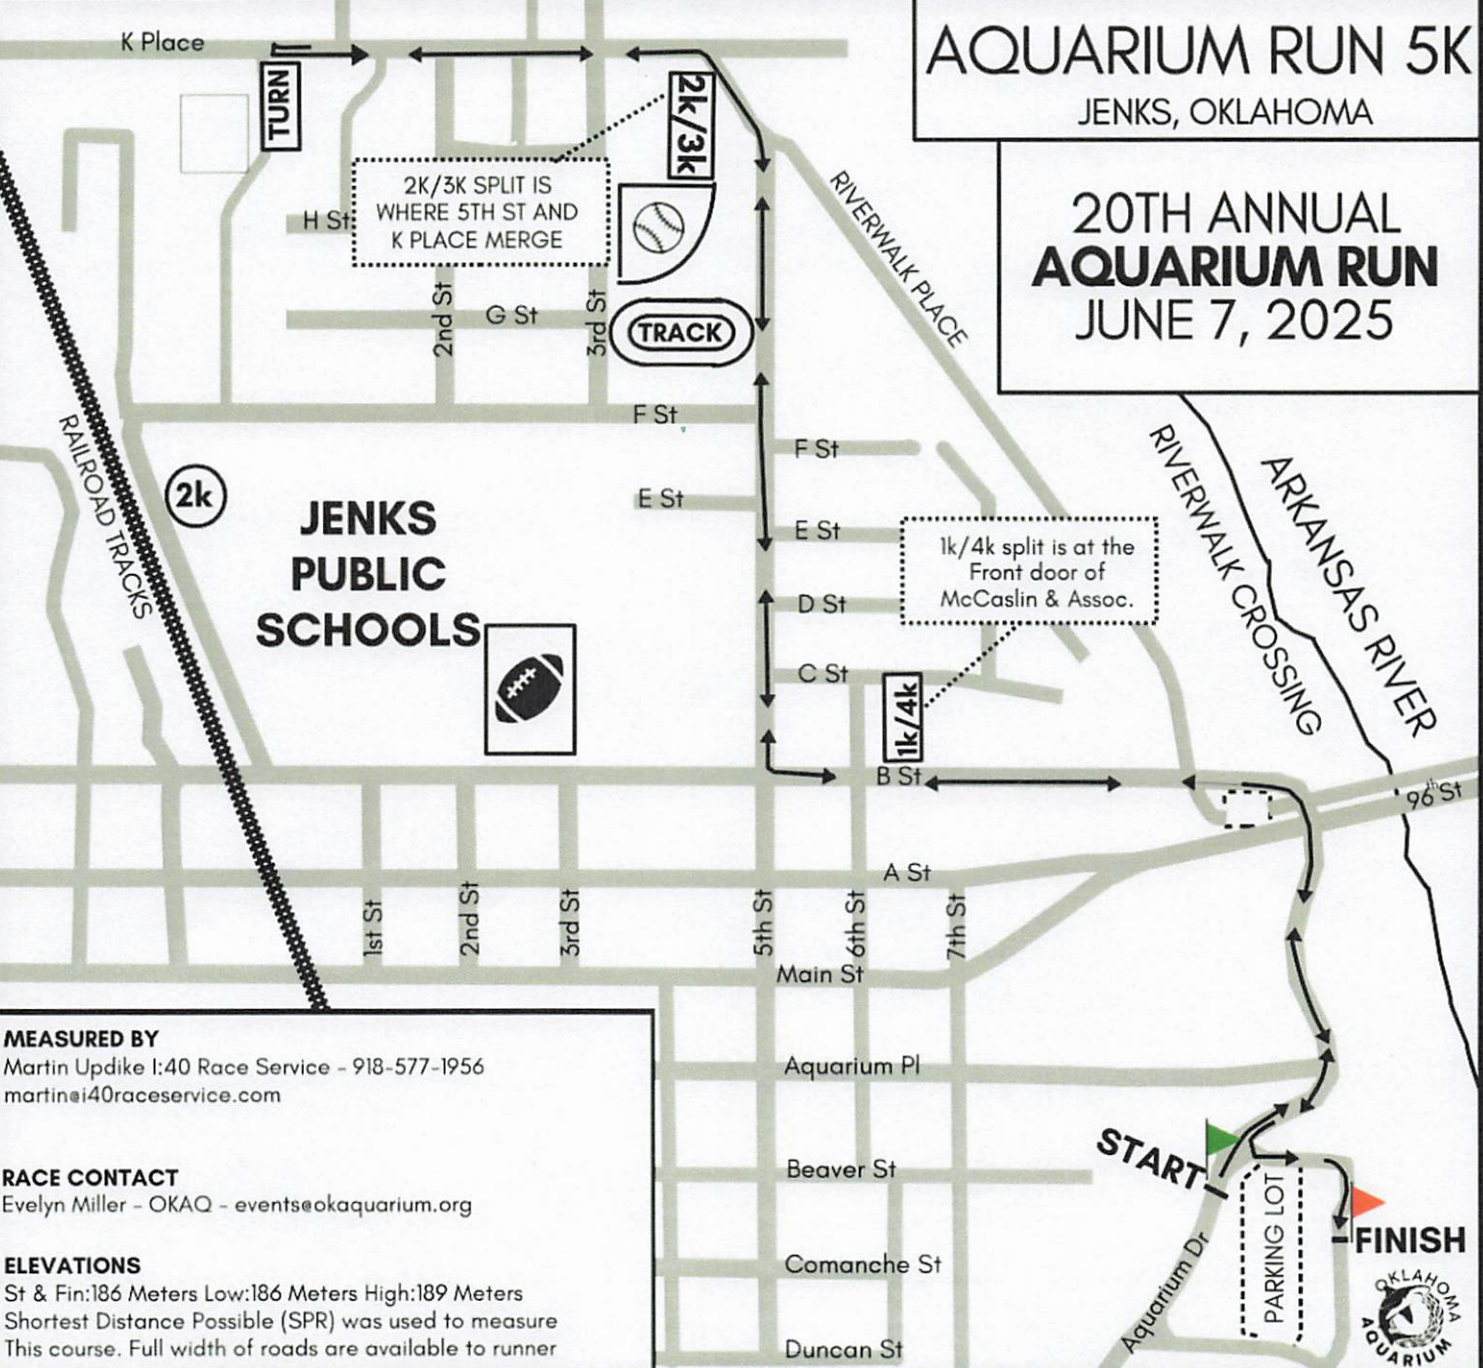 AQUARIUM RUN 5K
JENKS, OKLAHOMA
20TH ANNUAL
AQUARIUM RUN
JUNE 7, 2025
K Place
TURN
2k/3k
2K/3K SPLIT IS
WHERE 5TH ST AND
K PLACE MERGE
H St
G St
2nd St
3rd St
TRACK
RIVERWALK PLACE
F St
F St
E St
E St
D St
C St
RAILROAD TRACKS
2k
JENKS
PUBLIC
SCHOOLS
1k/4k split is at the
Front door of
McCaslin & Assoc.
1k/4k
RIVERWALK CROSSING
ARKANSAS RIVER
B St
96th St
A St
1st St
2nd St
3rd St
5th St
6th St
7th St
Main St
Aquarium Pl
Beaver St
Comanche St
Duncan St
START
PARKING LOT
FINISH
Aquarium Dr
OKLAHOMA
AQUARIUM
MEASURED BY
Martin Updike I:40 Race Service - 918-577-1956
martin@i40raceservice.com
RACE CONTACT
Evelyn Miller - OKAQ - events@okaquarium.org
ELEVATIONS
St & Fin:186 Meters Low:186 Meters High:189 Meters
Shortest Distance Possible (SPR) was used to measure
This course. Full width of roads are available to runner